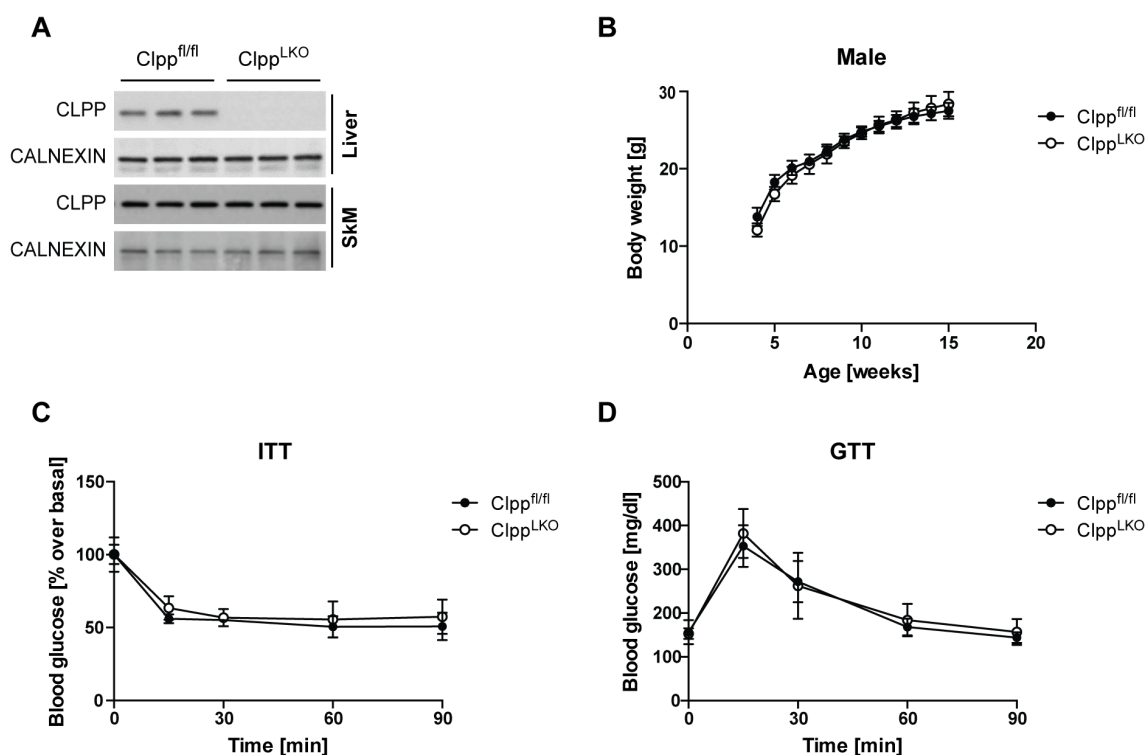 A
Clpp^fl/fl Clpp^LKO
CLPP
CALNEXIN
Liver
CLPP
CALNEXIN
SkM
B
Male
Body weight [g]
30
20
10
0
0 5 10 15 20
Age [weeks]
Clpp^fl/fl
Clpp^LKO
C
ITT
Blood glucose [% over basal]
150
100
50
0
0 30 60 90
Time [min]
Clpp^fl/fl
Clpp^LKO
D
GTT
Blood glucose [mg/dl]
500
400
300
200
100
0
0 30 60 90
Time [min]
Clpp^fl/fl
Clpp^LKO